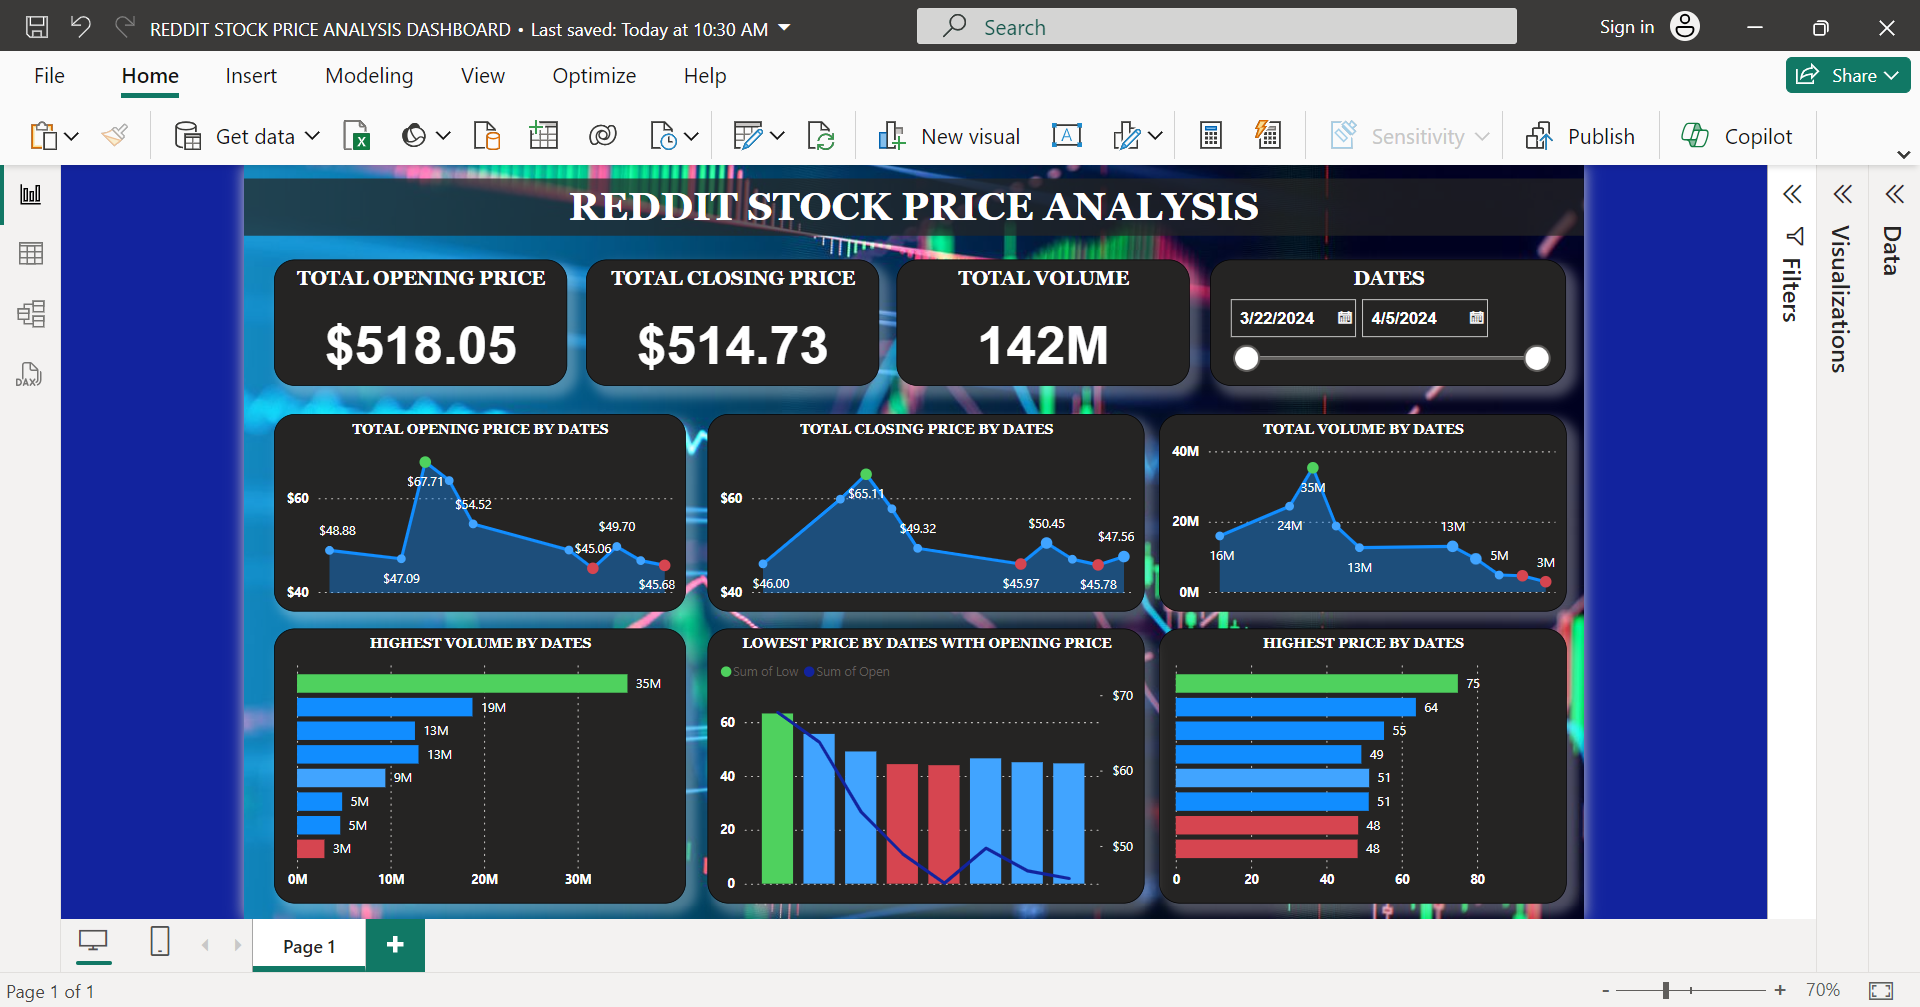 REDDIT STOCK PRICE ANALYSIS DASHBOARD • Last saved: Today at 10:30 AM
Search
Sign in
File Home Insert Modeling View Optimize Help
Share
Get data
New visual
Sensitivity
Publish
Copilot
DAX
REDDIT STOCK PRICE ANALYSIS
TOTAL OPENING PRICE
$518.05
TOTAL CLOSING PRICE
$514.73
TOTAL VOLUME
142M
DATES
3/22/2024 4/5/2024
TOTAL OPENING PRICE BY DATES
$60
$40
$48.88
$47.09
$67.71
$54.52
$45.06
$49.70
$45.68
TOTAL CLOSING PRICE BY DATES
$60
$40
$46.00
$65.11
$49.32
$45.97
$50.45
$45.78
$47.56
TOTAL VOLUME BY DATES
40M
20M
0M
16M
24M
35M
13M
13M
5M
3M
HIGHEST VOLUME BY DATES
35M
19M
13M
13M
9M
5M
5M
3M
0M 10M 20M 30M
LOWEST PRICE BY DATES WITH OPENING PRICE
Sum of Low Sum of Open
60
40
20
0
$70
$60
$50
HIGHEST PRICE BY DATES
75
64
55
49
51
51
48
48
0 20 40 60 80
Filters
Visualizations
Data
Page 1
+
Page 1 of 1
- + 70%